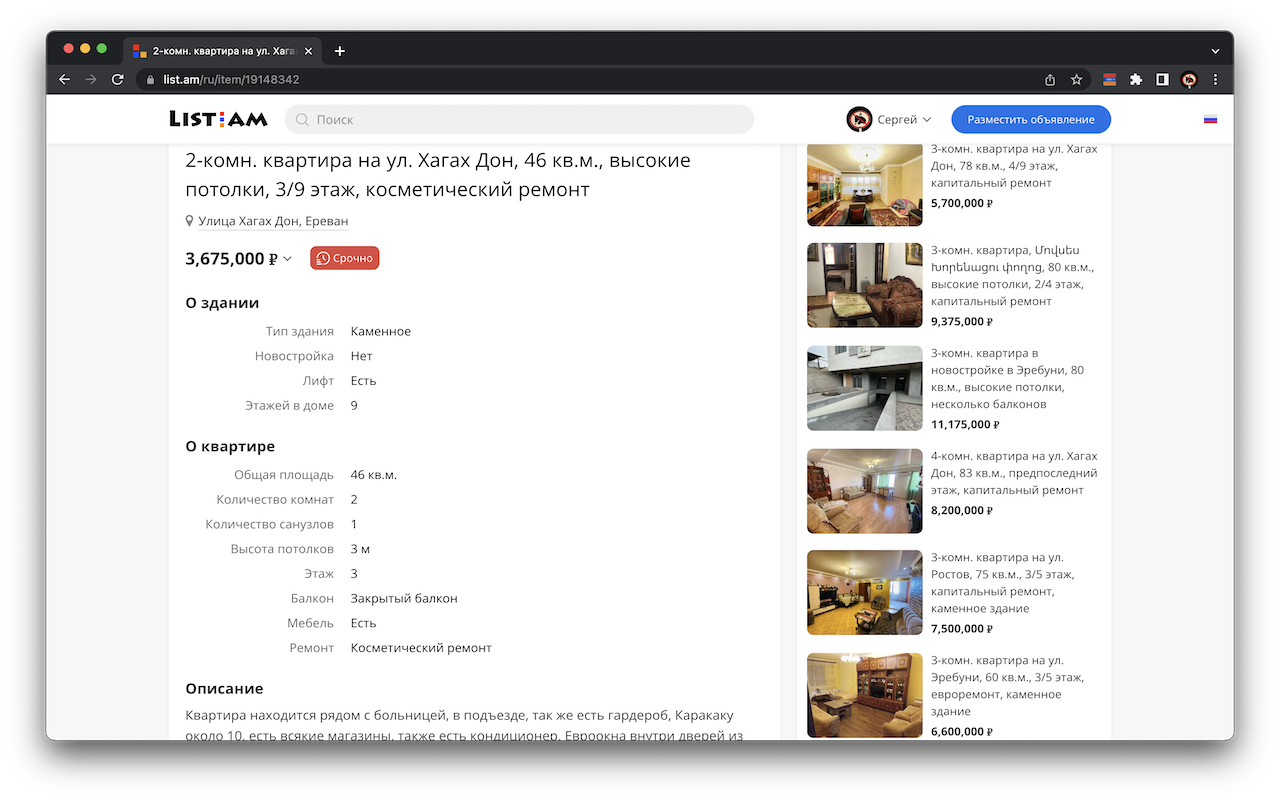 2-комн. квартира на ул. Хага
list.am/ru/item/19148342
LIST:AM
Поиск
Сергей
Разместить объявление
2-комн. квартира на ул. Хагах Дон, 46 кв.м., высокие
потолки, 3/9 этаж, косметический ремонт
Улица Хагах Дон, Ереван
3,675,000 ₽
Срочно
О здании
Тип здания Каменное
Новостройка Нет
Лифт Есть
Этажей в доме 9
О квартире
Общая площадь 46 кв.м.
Количество комнат 2
Количество санузлов 1
Высота потолков 3 м
Этаж 3
Балкон Закрытый балкон
Мебель Есть
Ремонт Косметический ремонт
Описание
Квартира находится рядом с больницей, в подъезде, так же есть гардероб, Каракаку
около 10, есть всякие магазины, также есть кондиционер, Евроокна внутри дверей из
3-комн. квартира на ул. Хагах
Дон, 78 кв.м., 4/9 этаж,
капитальный ремонт
5,700,000 ₽
3-комн. квартира, Մովսես
Խորենացու փողոց, 80 кв.м.,
высокие потолки, 2/4 этаж,
капитальный ремонт
9,375,000 ₽
3-комн. квартира в
новостройке в Эребуни, 80
кв.м., высокие потолки,
несколько балконов
11,175,000 ₽
4-комн. квартира на ул. Хагах
Дон, 83 кв.м., предпоследний
этаж, капитальный ремонт
8,200,000 ₽
3-комн. квартира на ул.
Ростов, 75 кв.м., 3/5 этаж,
капитальный ремонт,
каменное здание
7,500,000 ₽
3-комн. квартира на ул.
Эребуни, 60 кв.м., 3/5 этаж,
евроремонт, каменное
здание
6,600,000 ₽